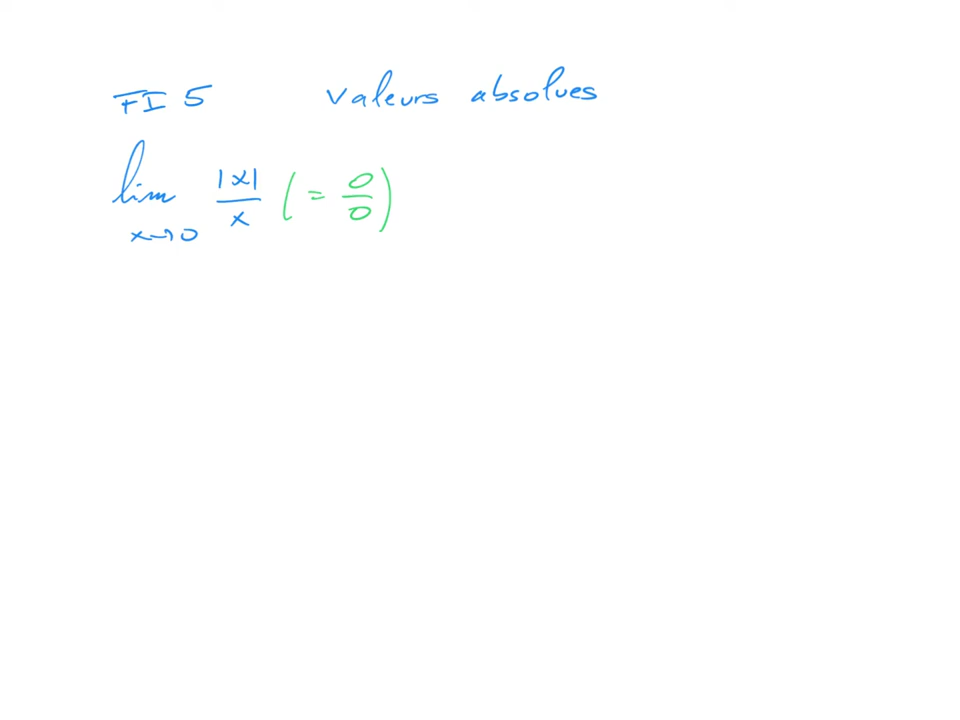 FI 5 valeurs absolues
lim x→0 |x|/x (= 0/0)